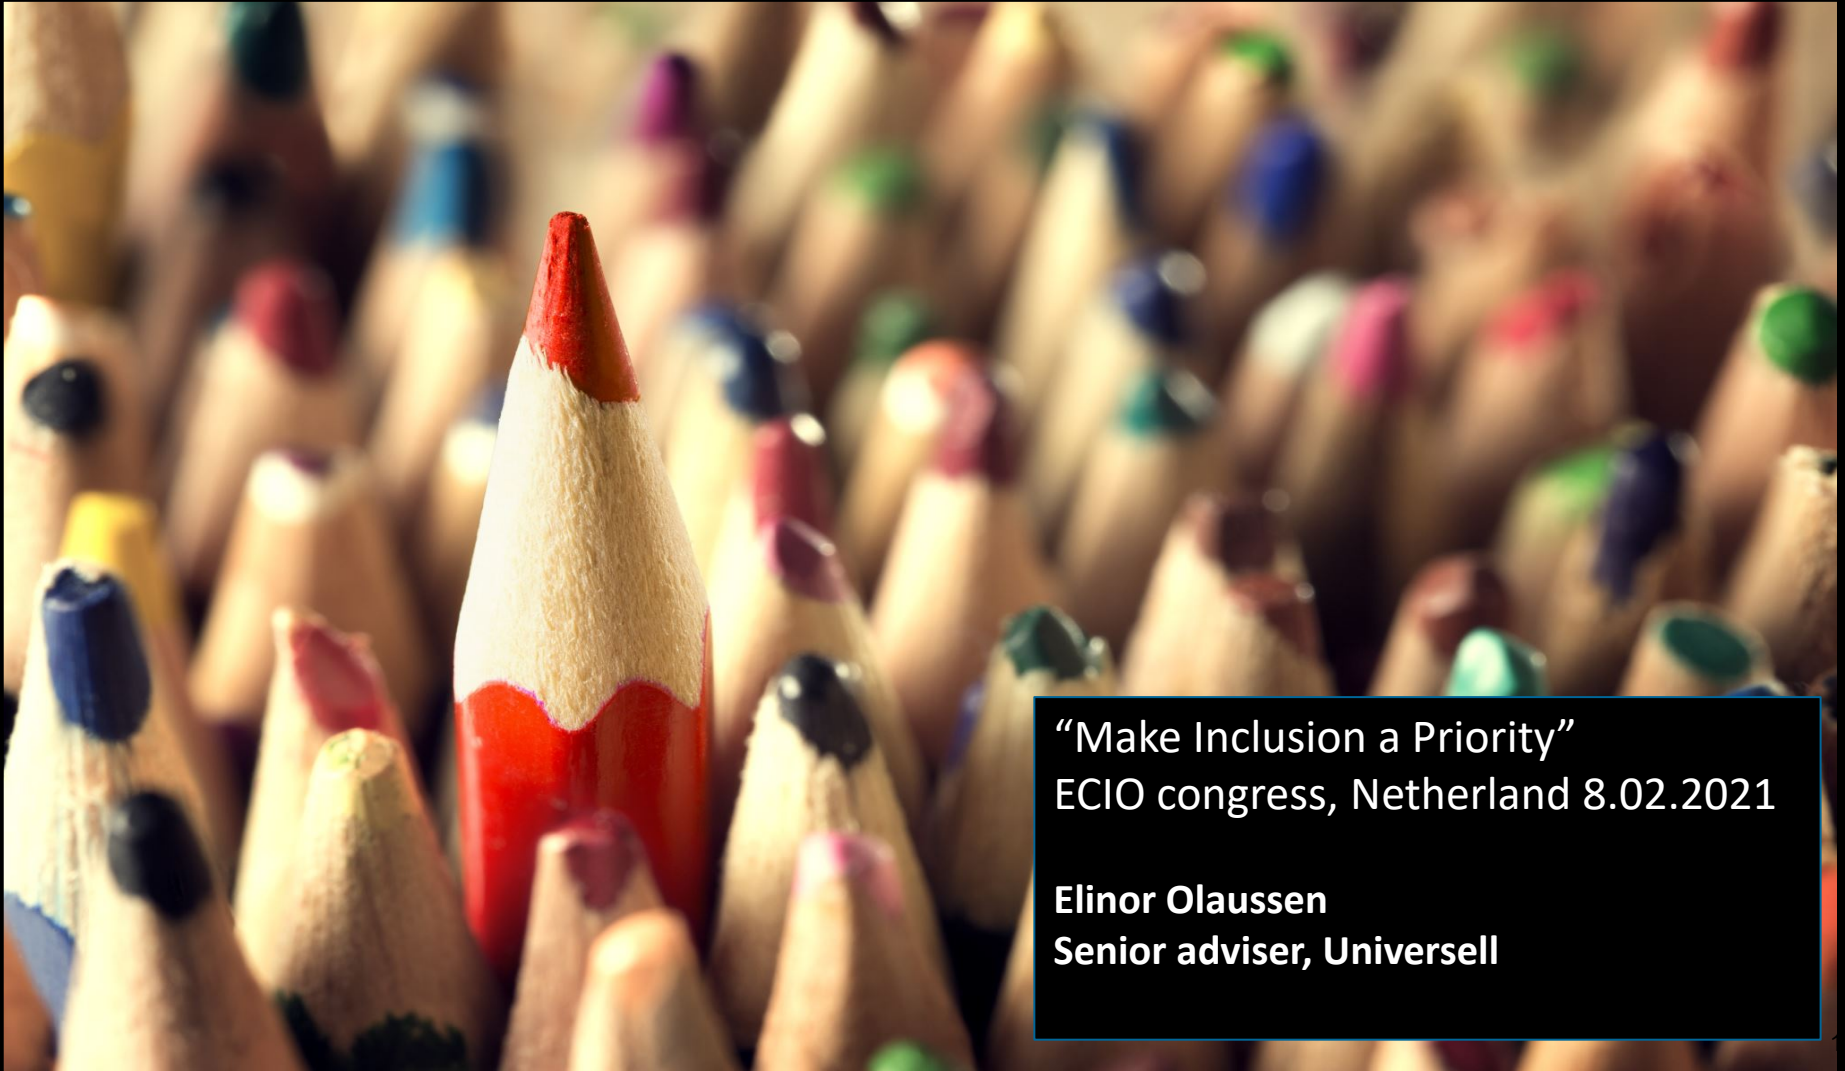 “Make Inclusion a Priority”
ECIO congress, Netherland 8.02.2021
Elinor Olaussen
Senior adviser, Universell